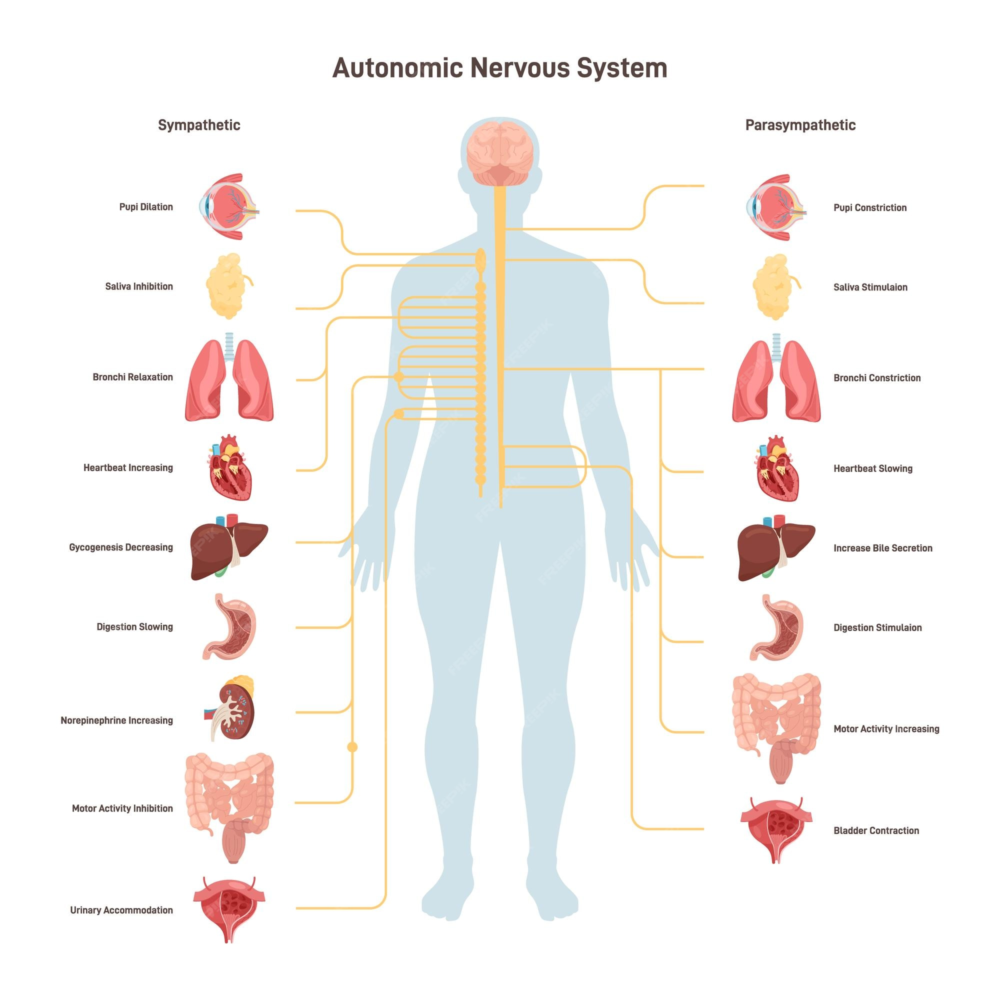 Autonomic Nervous System
Sympathetic
Parasympathetic
Pupi Dilation
Pupi Constriction
Saliva Inhibition
Saliva Stimulaion
Bronchi Relaxation
Bronchi Constriction
Heartbeat Increasing
Heartbeat Slowing
Gycogenesis Decreasing
Increase Bile Secretion
Digestion Slowing
Digestion Stimulaion
Norepinephrine Increasing
Motor Activity Increasing
Motor Activity Inhibition
Bladder Contraction
Urinary Accommodation
FREEPIK